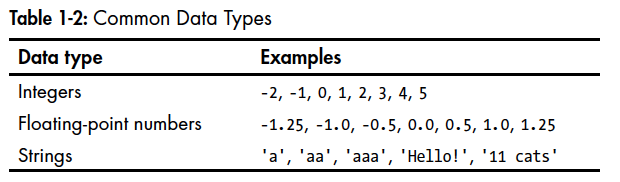 Table 1-2: Common Data Types
Data type Examples
Integers -2, -1, 0, 1, 2, 3, 4, 5
Floating-point numbers -1.25, -1.0, -0.5, 0.0, 0.5, 1.0, 1.25
Strings 'a', 'aa', 'aaa', 'Hello!', '11 cats'